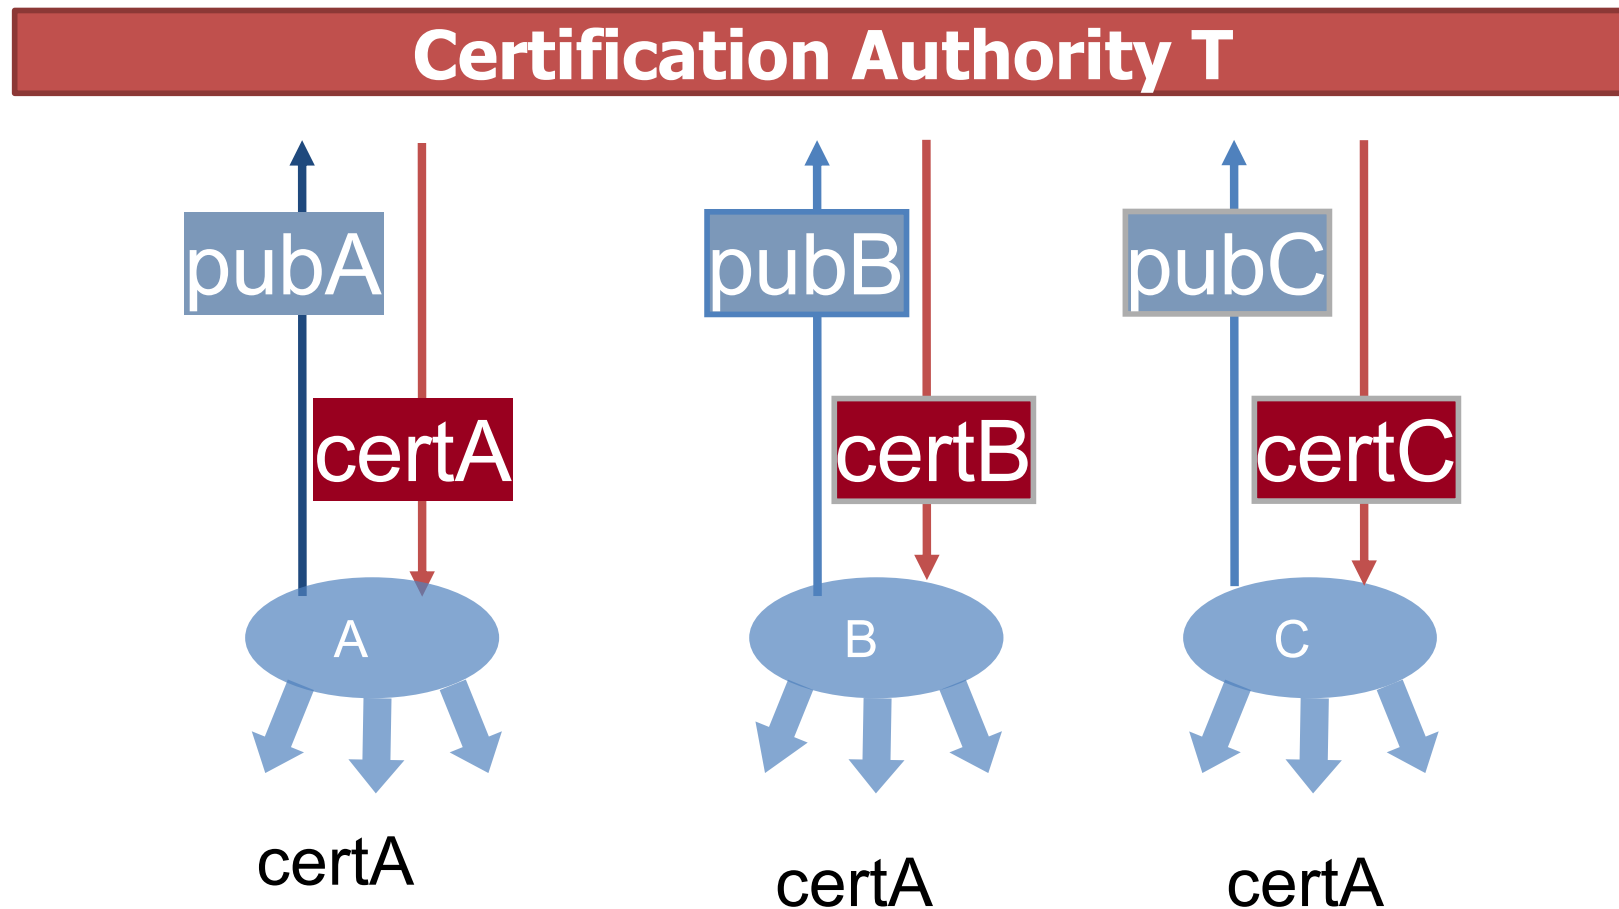 Certification Authority T
pubA
pubB
pubC
certA
certB
certC
A
B
C
certA
certA
certA